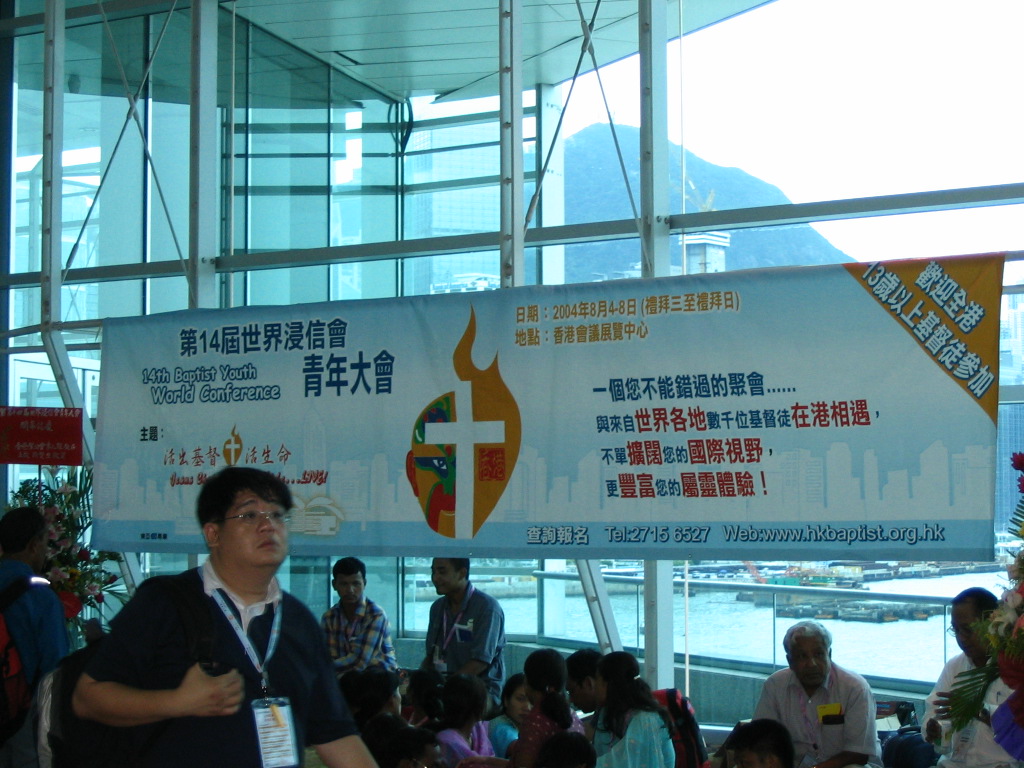 第14屆世界浸信會
青年大會
14th Baptist Youth
World Conference
主題：
活出基督 活生命
日期：2004年8月4-8日 (禮拜三至禮拜日)
地點：香港會議展覽中心
一個您不能錯過的聚會......
與來自世界各地數千位基督徒在港相遇，
不單擴闊您的國際視野，
更豐富您的屬靈體驗！
查詢報名 Tel:2715 6527 Web:www.hkbaptist.org.hk
歡迎全港
13歲以上基督徒參加